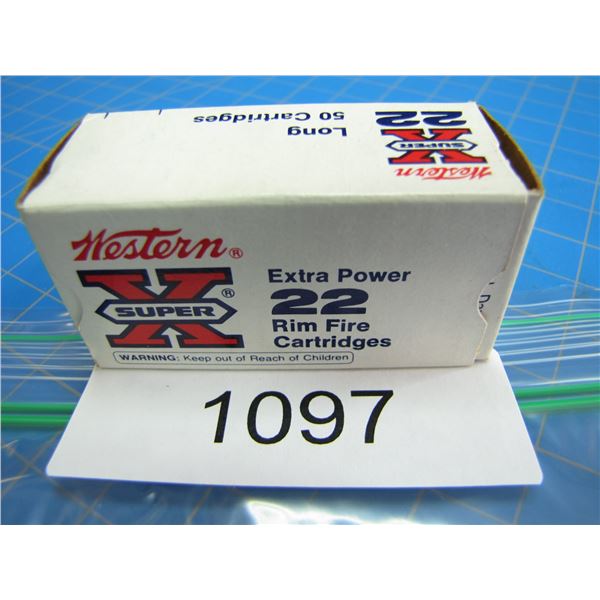 Long
50 Cartridges
22
SUPER X
Western
Western®
SUPER X®
Extra Power
22
Rim Fire
Cartridges
WARNING: Keep out of Reach of Children
1097